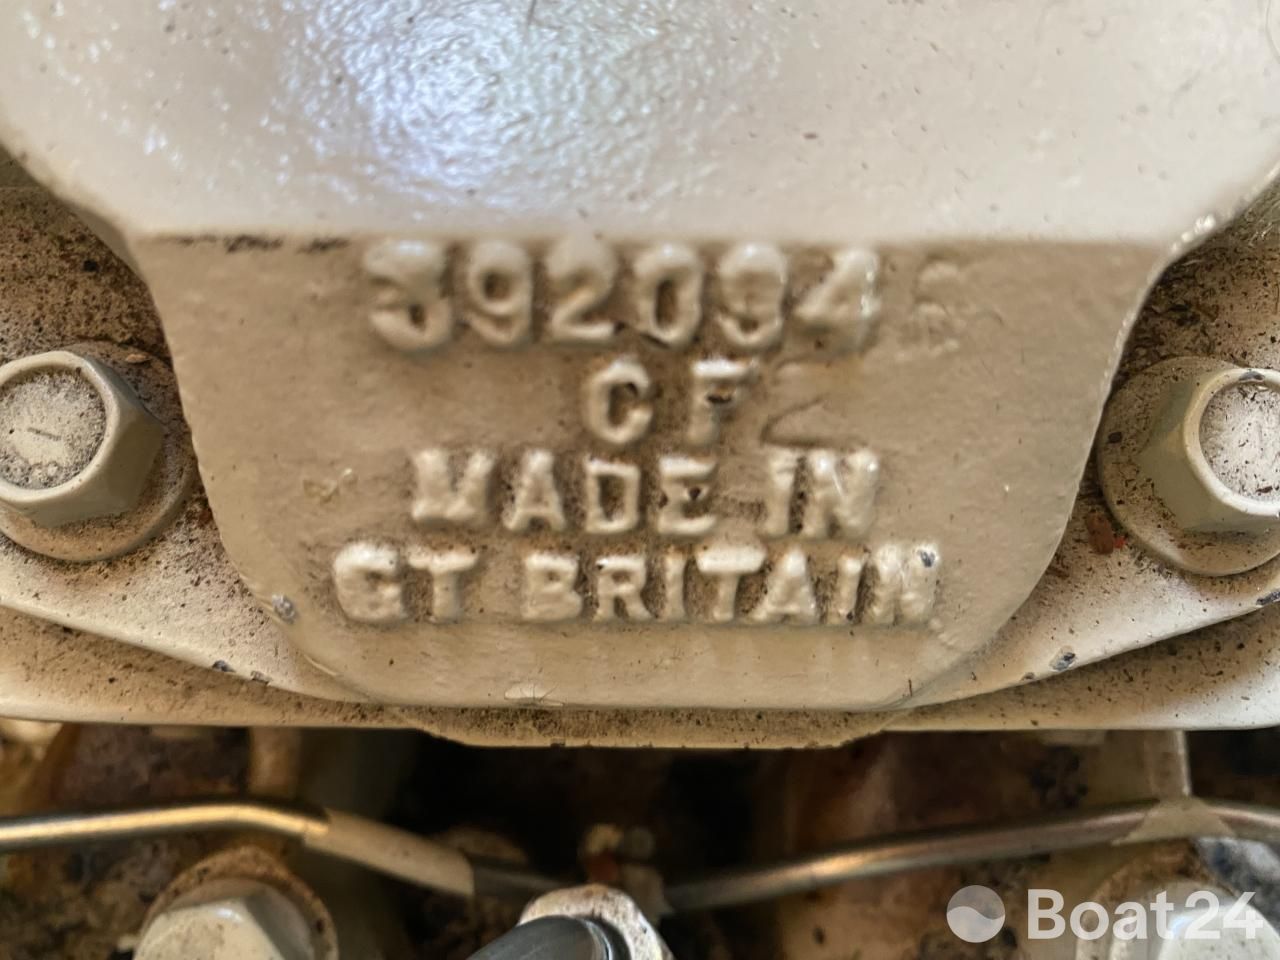 392094
CF
MADE IN
GT BRITAIN
Boat24